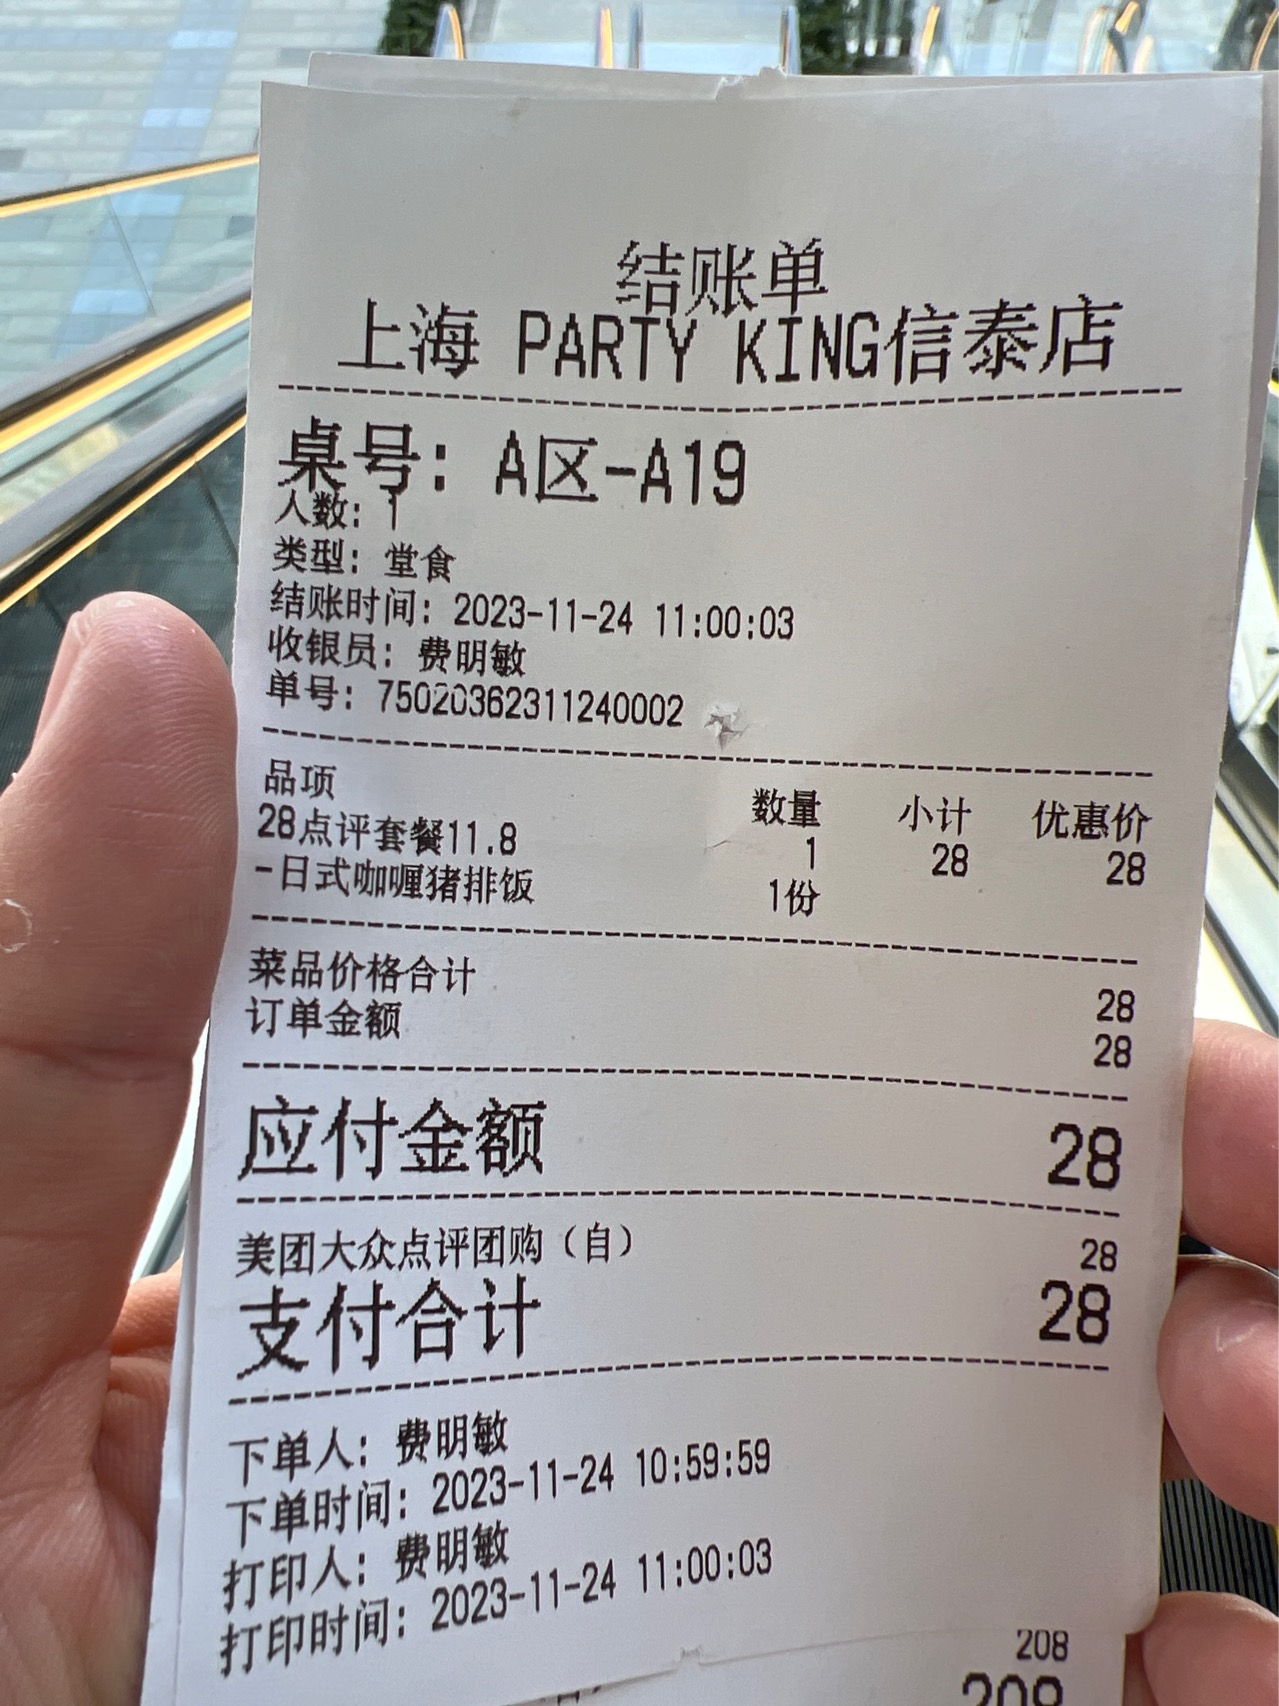 结账单
上海 PARTY KING信泰店
桌号: A区-A19
人数: 1
类型: 堂食
结账时间: 2023-11-24 11:00:03
收银员: 费明敏
单号: 75020362311240002
品项 数量 小计 优惠价
28点评套餐11.8 1 28 28
-日式咖喱猪排饭 1份
菜品价格合计 28
订单金额 28
应付金额 28
美团大众点评团购(自) 28
支付合计 28
下单人: 费明敏
下单时间: 2023-11-24 10:59:59
打印人: 费明敏
打印时间: 2023-11-24 11:00:03
208
208